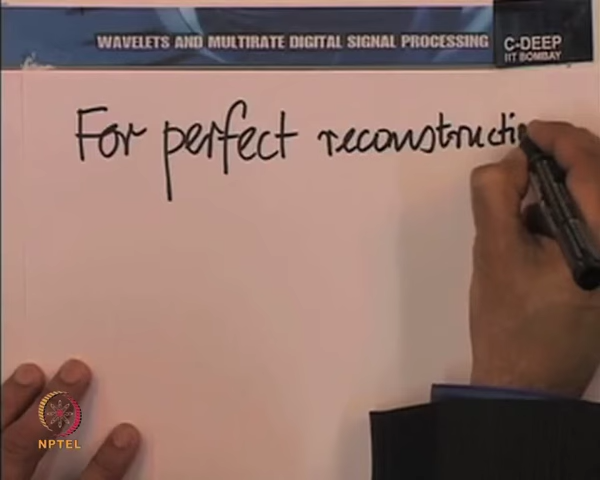 WAVELETS AND MULTIRATE DIGITAL SIGNAL PROCESSING
C-DEEP
IIT BOMBAY
For perfect reconstructi
NPTEL